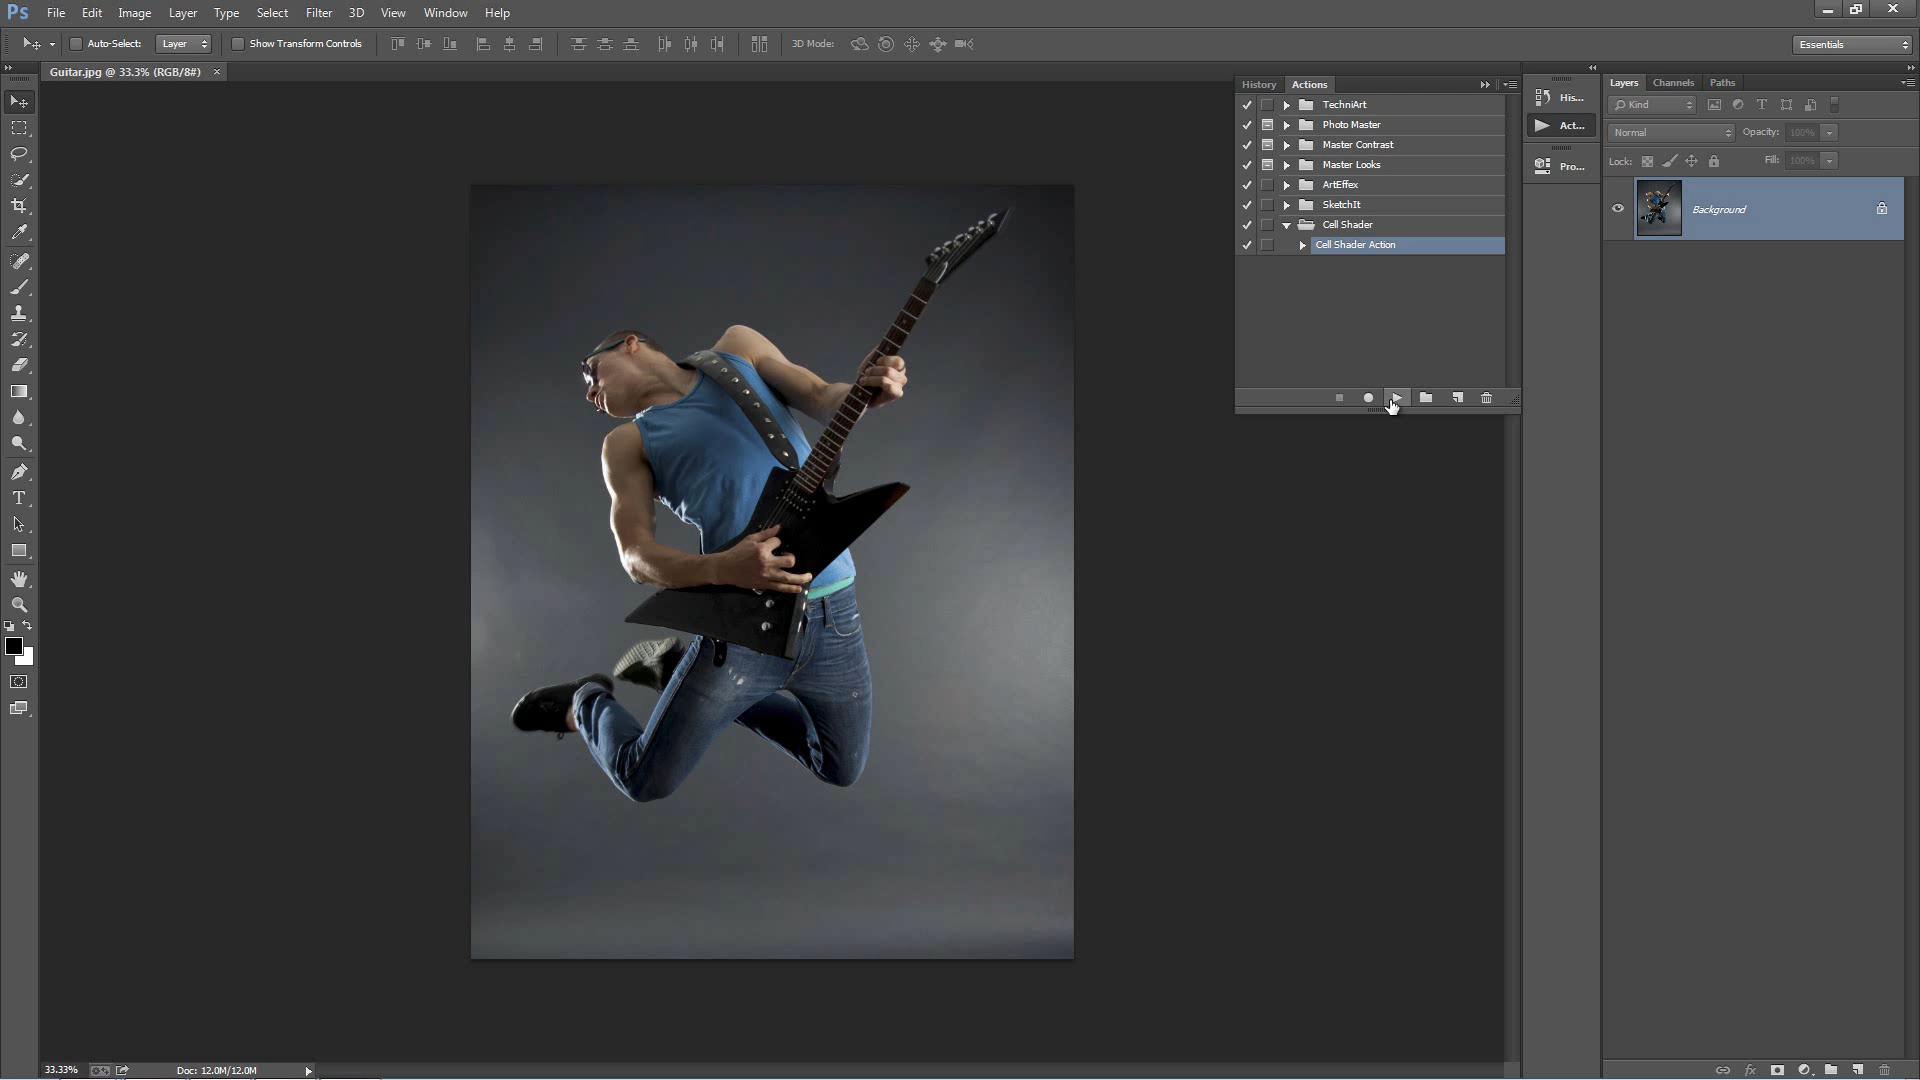 Ps File Edit Image Layer Type Select Filter 3D View Window Help
Auto-Select: Layer Show Transform Controls 3D Mode: Essentials
Guitar.jpg @ 33.3% (RGB/8#) ×
History Actions
TechniArt
Photo Master
Master Contrast
Master Looks
ArtEffex
SketchIt
Cell Shader
Cell Shader Action
His...
Act...
Pro...
Layers Channels Paths
Kind
Normal Opacity: 100%
Lock: Fill: 100%
Background
33.33% Doc: 12.0M/12.0M